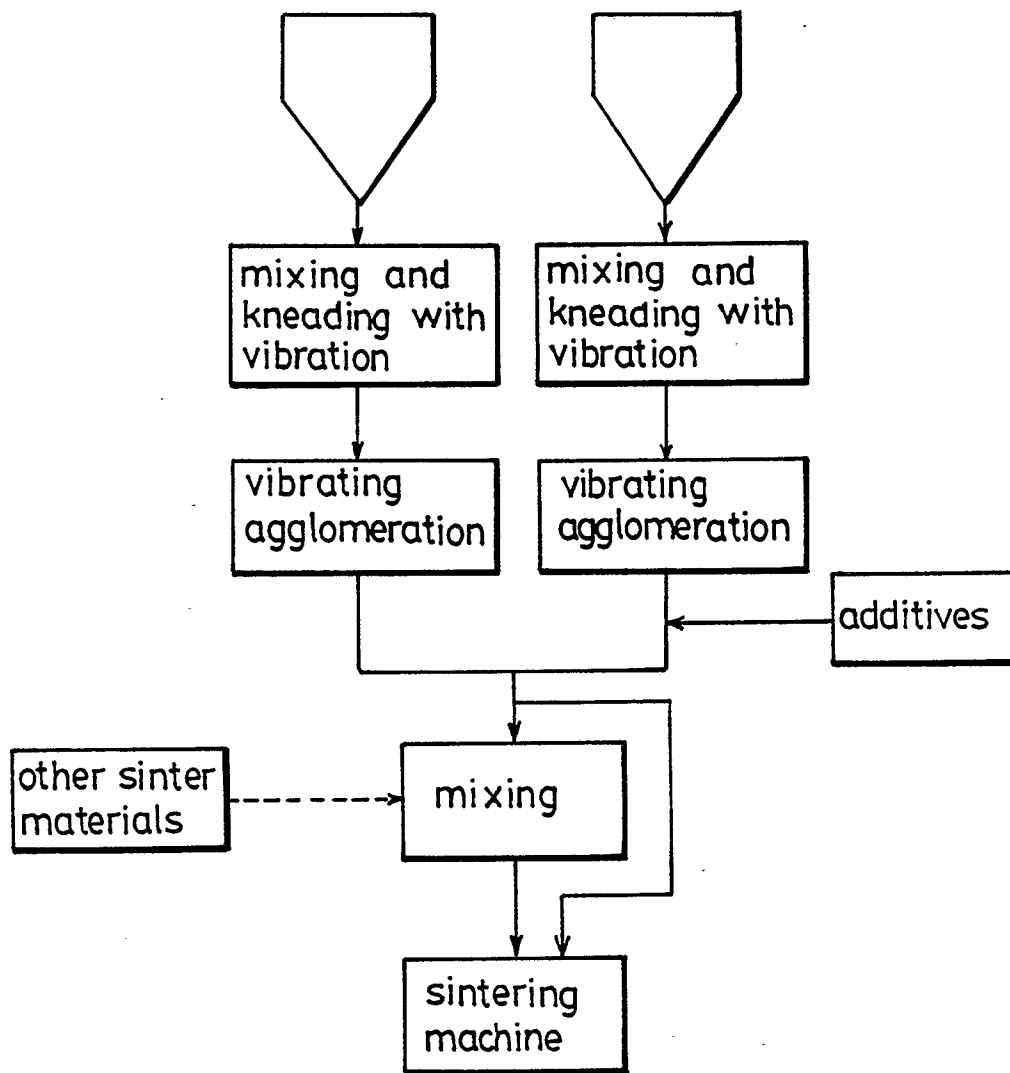 mixing and
kneading with
vibration
mixing and
kneading with
vibration
vibrating
agglomeration
vibrating
agglomeration
additives
other sinter
materials
mixing
sintering
machine